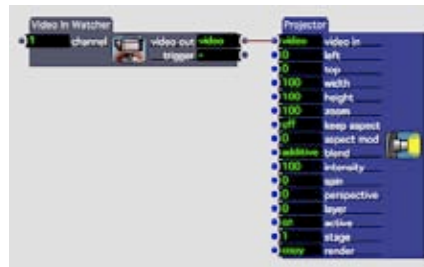 Video In Watcher
1 channel video out video
trigger -
Projector
video video in
0 left
0 top
100 width
100 height
100 zoom
off keep aspect
0 aspect mod
additive blend
100 intensity
0 spin
0 perspective
0 layer
on active
1 stage
render